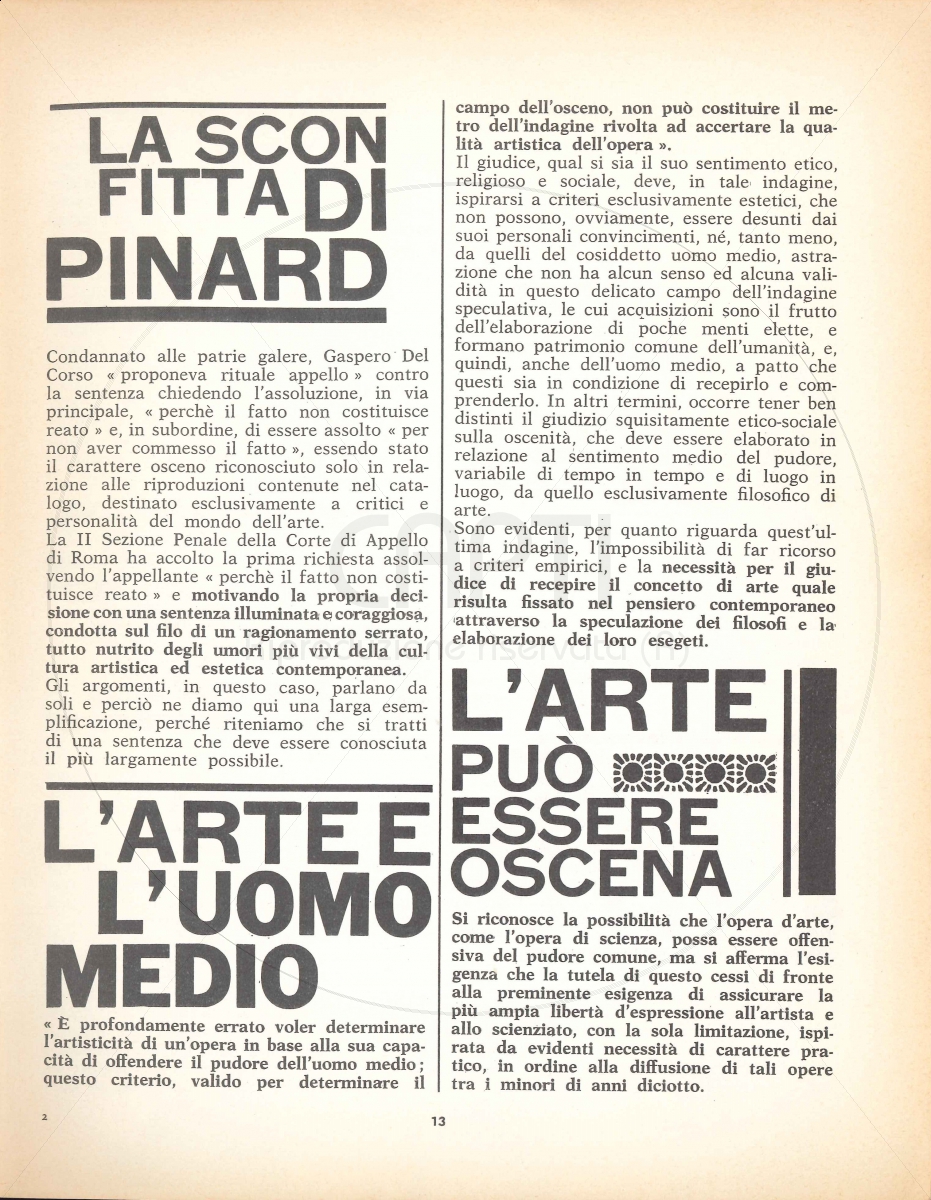 LA SCON
FITTA DI
PINARD
Condannato alle patrie galere, Gaspero Del
Corso « proponeva rituale appello » contro
la sentenza chiedendo l'assoluzione, in via
principale, « perchè il fatto non costituisce
reato » e, in subordine, di essere assolto « per
non aver commesso il fatto », essendo stato
il carattere osceno riconosciuto solo in rela-
zione alle riproduzioni contenute nel cata-
logo, destinato esclusivamente a critici e
personalità del mondo dell'arte.
La II Sezione Penale della Corte di Appello
di Roma ha accolto la prima richiesta assol-
vendo l'appellante « perchè il fatto non costi-
tuisce reato » e motivando la propria deci-
sione con una sentenza illuminata e coraggiosa,
condotta sul filo di un ragionamento serrato,
tutto nutrito degli umori più vivi della cul-
tura artistica ed estetica contemporanea.
Gli argomenti, in questo caso, parlano da
soli e perciò ne diamo qui una larga esem-
plificazione, perché riteniamo che si tratti
di una sentenza che deve essere conosciuta
il più largamente possibile.
L'ARTE E
L'UOMO
MEDIO
« È profondamente errato voler determinare
l'artisticità di un'opera in base alla sua capa-
cità di offendere il pudore dell'uomo medio ;
questo criterio, valido per determinare il
campo dell'osceno, non può costituire il me-
tro dell'indagine rivolta ad accertare la qua-
lità artistica dell'opera ».
Il giudice, qual si sia il suo sentimento etico,
religioso e sociale, deve, in tale indagine,
ispirarsi a criteri esclusivamente estetici, che
non possono, ovviamente, essere desunti dai
suoi personali convincimenti, né, tanto meno,
da quelli del cosiddetto uomo medio, astra-
zione che non ha alcun senso ed alcuna vali-
dità in questo delicato campo dell'indagine
speculativa, le cui acquisizioni sono il frutto
dell'elaborazione di poche menti elette, e
formano patrimonio comune dell'umanità, e,
quindi, anche dell'uomo medio, a patto che
questi sia in condizione di recepirlo e com-
prenderlo. In altri termini, occorre tener ben
distinti il giudizio squisitamente etico-sociale
sulla oscenità, che deve essere elaborato in
relazione al sentimento medio del pudore,
variabile di tempo in tempo e di luogo in
luogo, da quello esclusivamente filosofico di
arte.
Sono evidenti, per quanto riguarda quest'ul-
tima indagine, l'impossibilità di far ricorso
a criteri empirici, e la necessità per il giu-
dice di recepire il concetto di arte quale
risulta fissato nel pensiero contemporaneo
attraverso la speculazione dei filosofi e la
elaborazione dei loro esegeti.
L'ARTE
PUÒ
ESSERE
OSCENA
Si riconosce la possibilità che l'opera d'arte,
come l'opera di scienza, possa essere offen-
siva del pudore comune, ma si afferma l'esi-
genza che la tutela di questo cessi di fronte
alla preminente esigenza di assicurare la
più ampia libertà d'espressione all'artista e
allo scienziato, con la sola limitazione, ispi-
rata da evidenti necessità di carattere pra-
tico, in ordine alla diffusione di tali opere
tra i minori di anni diciotto.
2
13